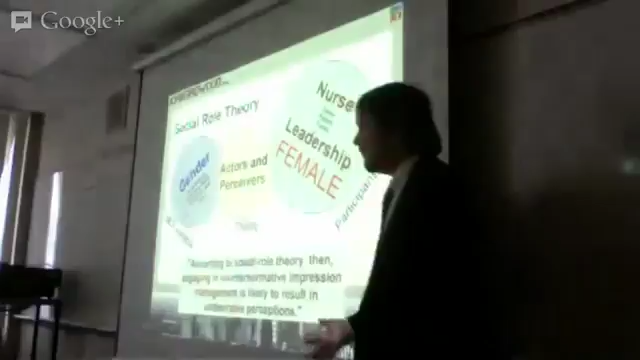 Google+
Social Role Theory
Nurse
Gender
Actors and
Perceivers
Leadership
FEMALE
"According to social-role theory then,
engaging in counternormative impression
management is likely to result in
undesirable perceptions."